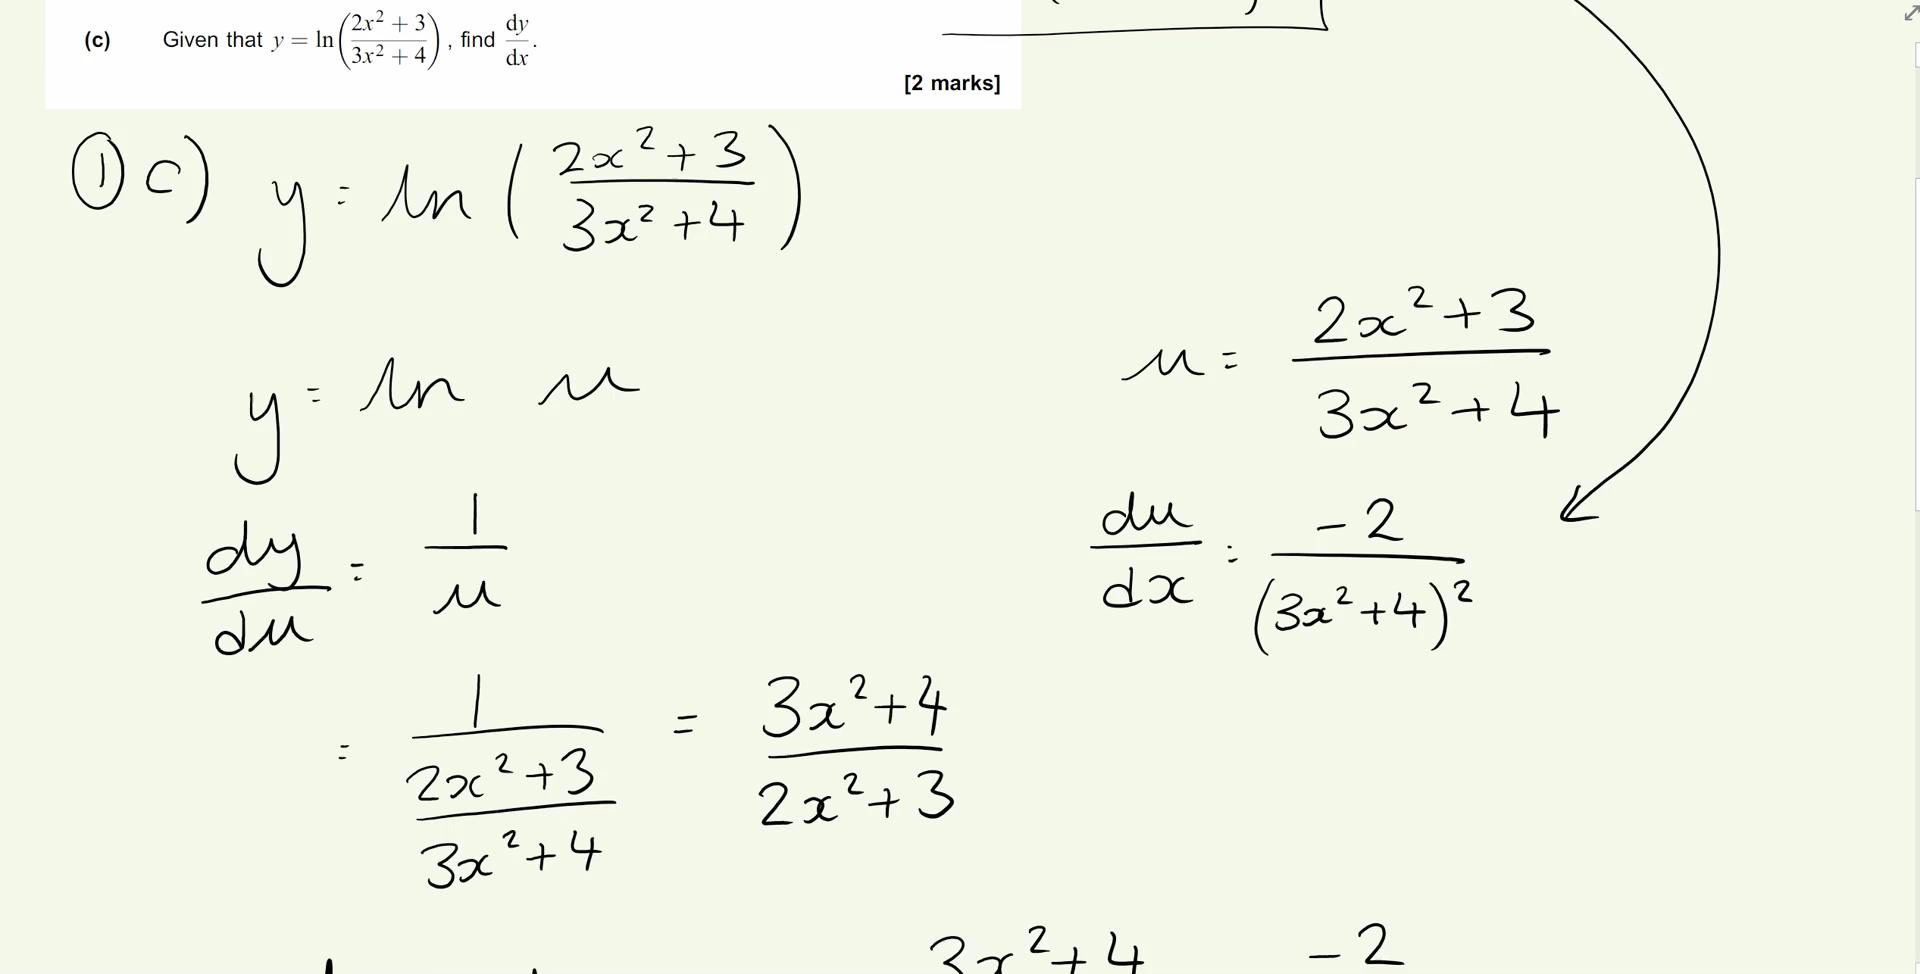 (c) Given that y = ln((2x² + 3)/(3x² + 4)), find dy/dx.
[2 marks]
① c) y = ln ((2x² + 3)/(3x² + 4))
u = (2x² + 3)/(3x² + 4)
y = ln u
du/dx = -2/(3x² + 4)²
dy/du = 1/u
= 1/((2x² + 3)/(3x² + 4)) = (3x² + 4)/(2x² + 3)
3x² + 4 -2